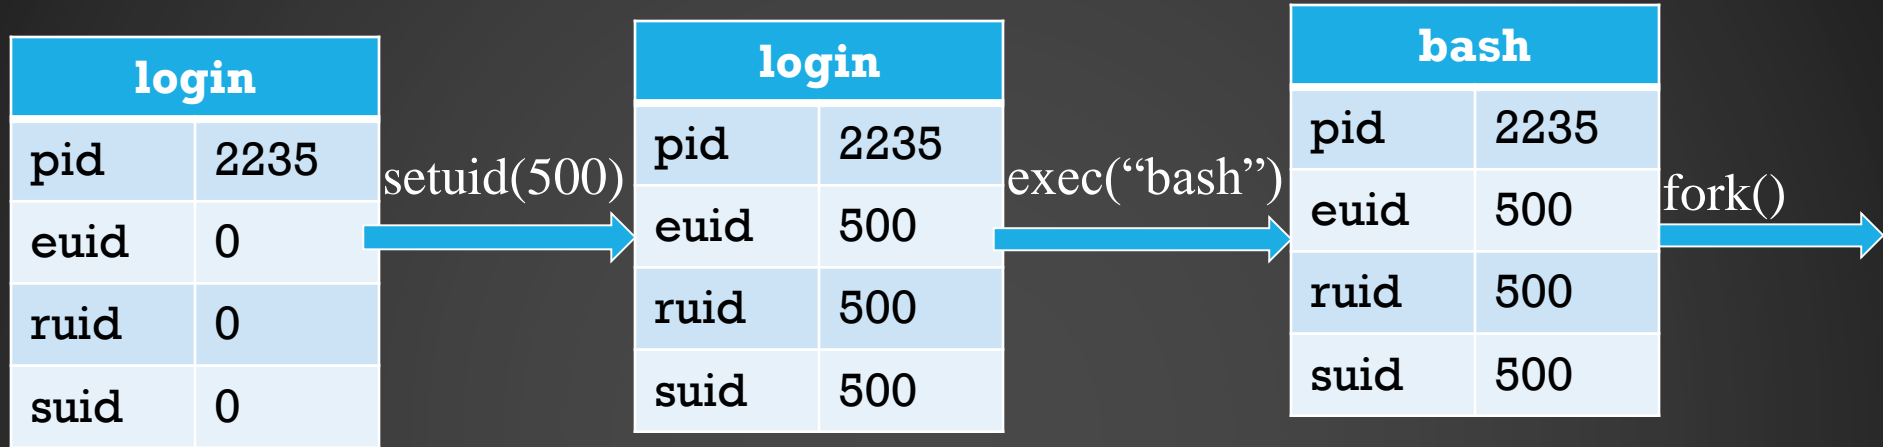 login
pid 2235
euid 0
ruid 0
suid 0
setuid(500)
login
pid 2235
euid 500
ruid 500
suid 500
exec(“bash”)
bash
pid 2235
euid 500
ruid 500
suid 500
fork()